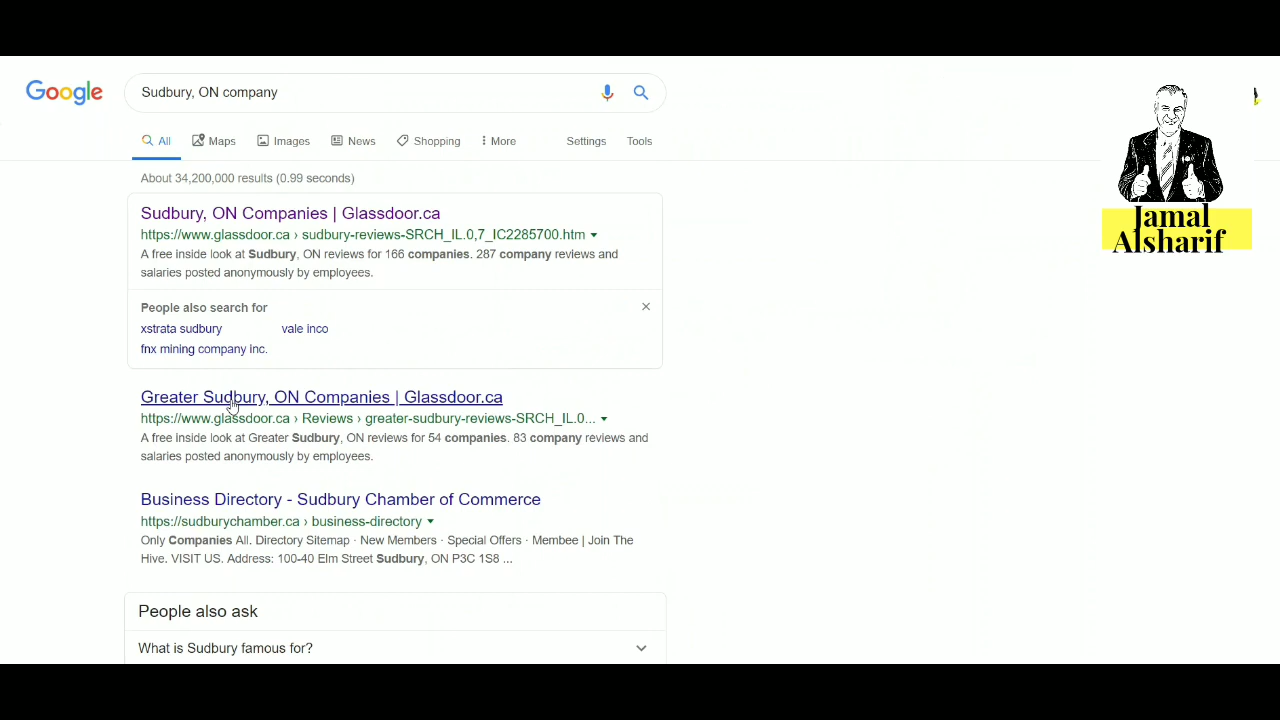 Google
Sudbury, ON company
All Maps Images News Shopping More Settings Tools
About 34,200,000 results (0.99 seconds)
Sudbury, ON Companies | Glassdoor.ca
https://www.glassdoor.ca › sudbury-reviews-SRCH_IL.0,7_IC2285700.htm
A free inside look at Sudbury, ON reviews for 166 companies. 287 company reviews and
salaries posted anonymously by employees.
People also search for
xstrata sudbury vale inco
fnx mining company inc.
Greater Sudbury, ON Companies | Glassdoor.ca
https://www.glassdoor.ca › Reviews › greater-sudbury-reviews-SRCH_IL.0...
A free inside look at Greater Sudbury, ON reviews for 54 companies. 83 company reviews and
salaries posted anonymously by employees.
Business Directory - Sudbury Chamber of Commerce
https://sudburychamber.ca › business-directory
Only Companies All. Directory Sitemap · New Members · Special Offers · Membee | Join The
Hive. VISIT US. Address: 100-40 Elm Street Sudbury, ON P3C 1S8 ...
People also ask
What is Sudbury famous for?
Jamal
Alsharif